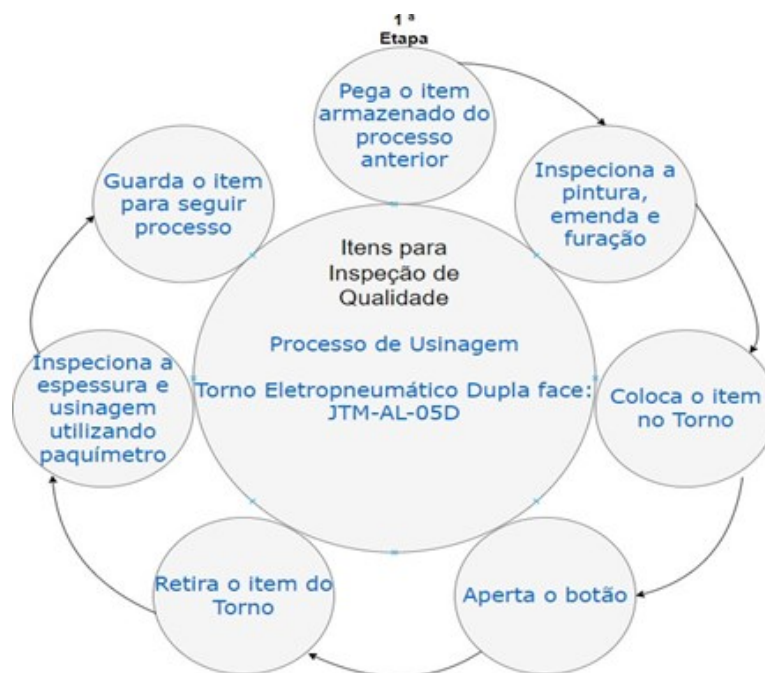 1 ª
Etapa
Pega o item
armazenado do
processo
anterior
Inspeciona a
pintura,
emenda e
furação
Coloca o item
no Torno
Aperta o botão
Retira o item do
Torno
Inspeciona a
espessura e
usinagem
utilizando
paquímetro
Guarda o item
para seguir
processo
Itens para
Inspeção de
Qualidade
Processo de Usinagem
Torno Eletropneumático Dupla face:
JTM-AL-05D